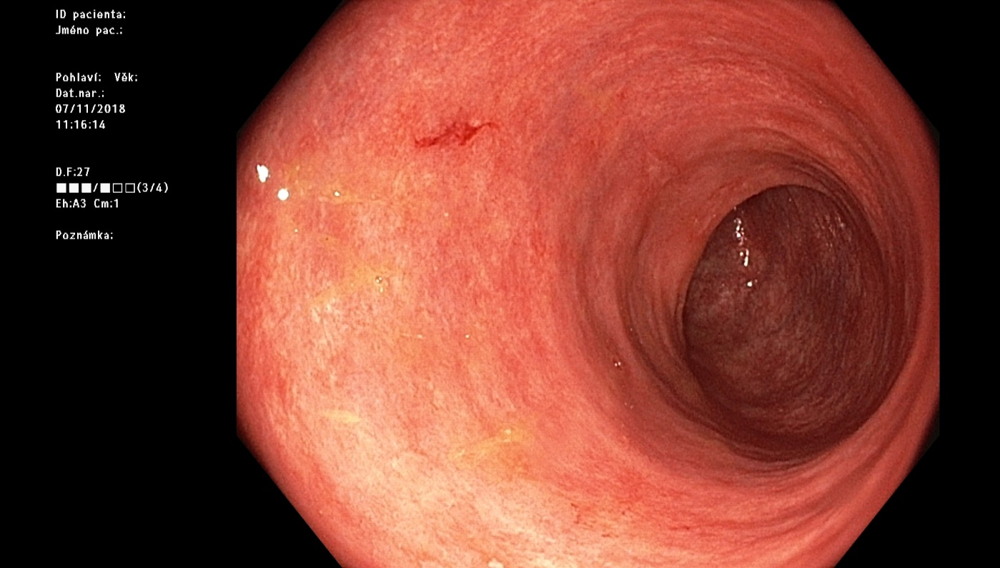 ID pacienta:
Jméno pac.:
Pohlaví: Věk:
Dat.nar.:
07/11/2018
11:16:14
D.F:27
■■■/■□□(3/4)
Eh:A3 Cm:1
Poznámka: